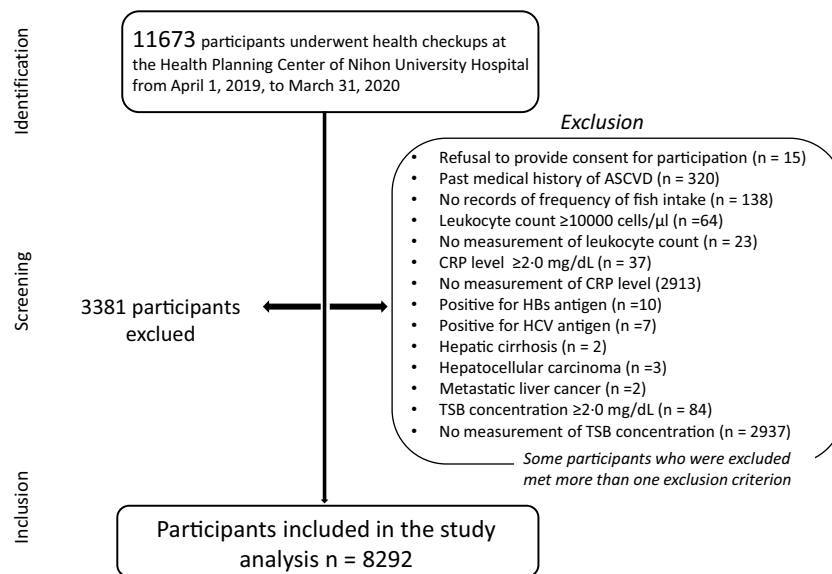 Identification
11673 participants underwent health checkups at
the Health Planning Center of Nihon University Hospital
from April 1, 2019, to March 31, 2020
Exclusion
• Refusal to provide consent for participation (n = 15)
• Past medical history of ASCVD (n = 320)
• No records of frequency of fish intake (n = 138)
• Leukocyte count ≥10000 cells/μl (n =64)
• No measurement of leukocyte count (n = 23)
• CRP level ≥2·0 mg/dL (n = 37)
• No measurement of CRP level (2913)
• Positive for HBs antigen (n =10)
• Positive for HCV antigen (n =7)
• Hepatic cirrhosis (n = 2)
• Hepatocellular carcinoma (n =3)
• Metastatic liver cancer (n =2)
• TSB concentration ≥2·0 mg/dL (n = 84)
• No measurement of TSB concentration (n = 2937)
Some participants who were excluded
met more than one exclusion criterion
Screening
3381 participants
exclued
Inclusion
Participants included in the study
analysis n = 8292